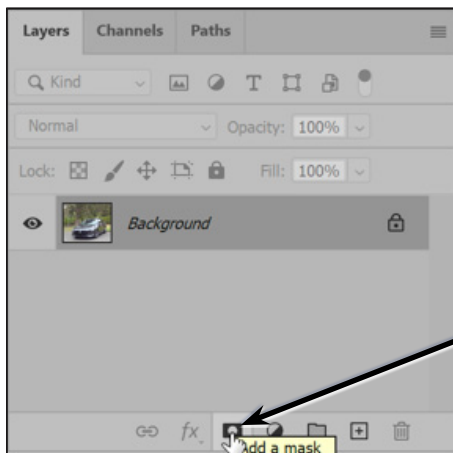 Layers Channels Paths
Kind T
Normal Opacity: 100%
Lock: Fill: 100%
Background
fx
Add a mask